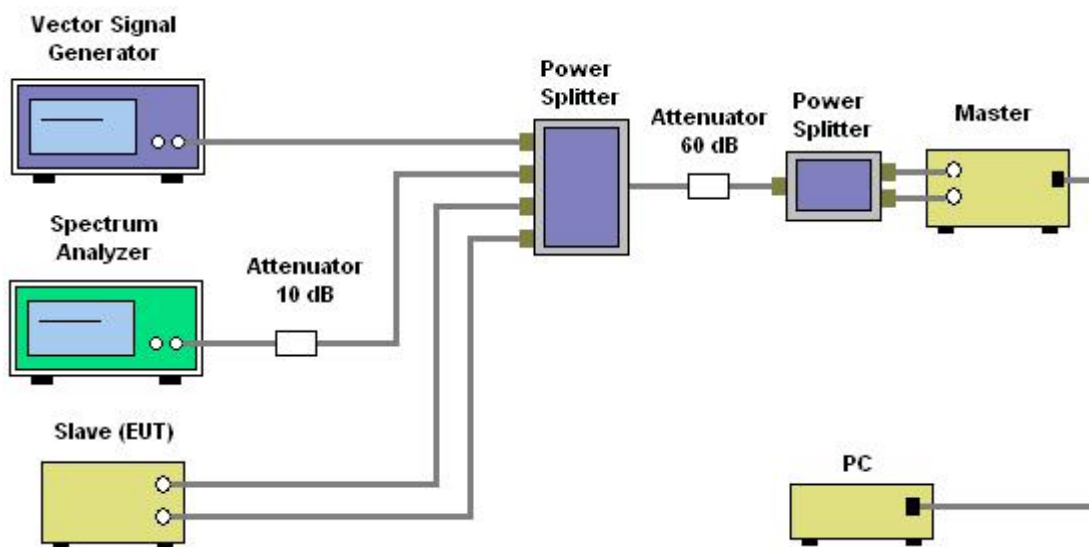 Vector Signal
Generator
Power
Splitter
Attenuator
60 dB
Power
Splitter
Master
Spectrum
Analyzer
Attenuator
10 dB
Slave (EUT)
PC